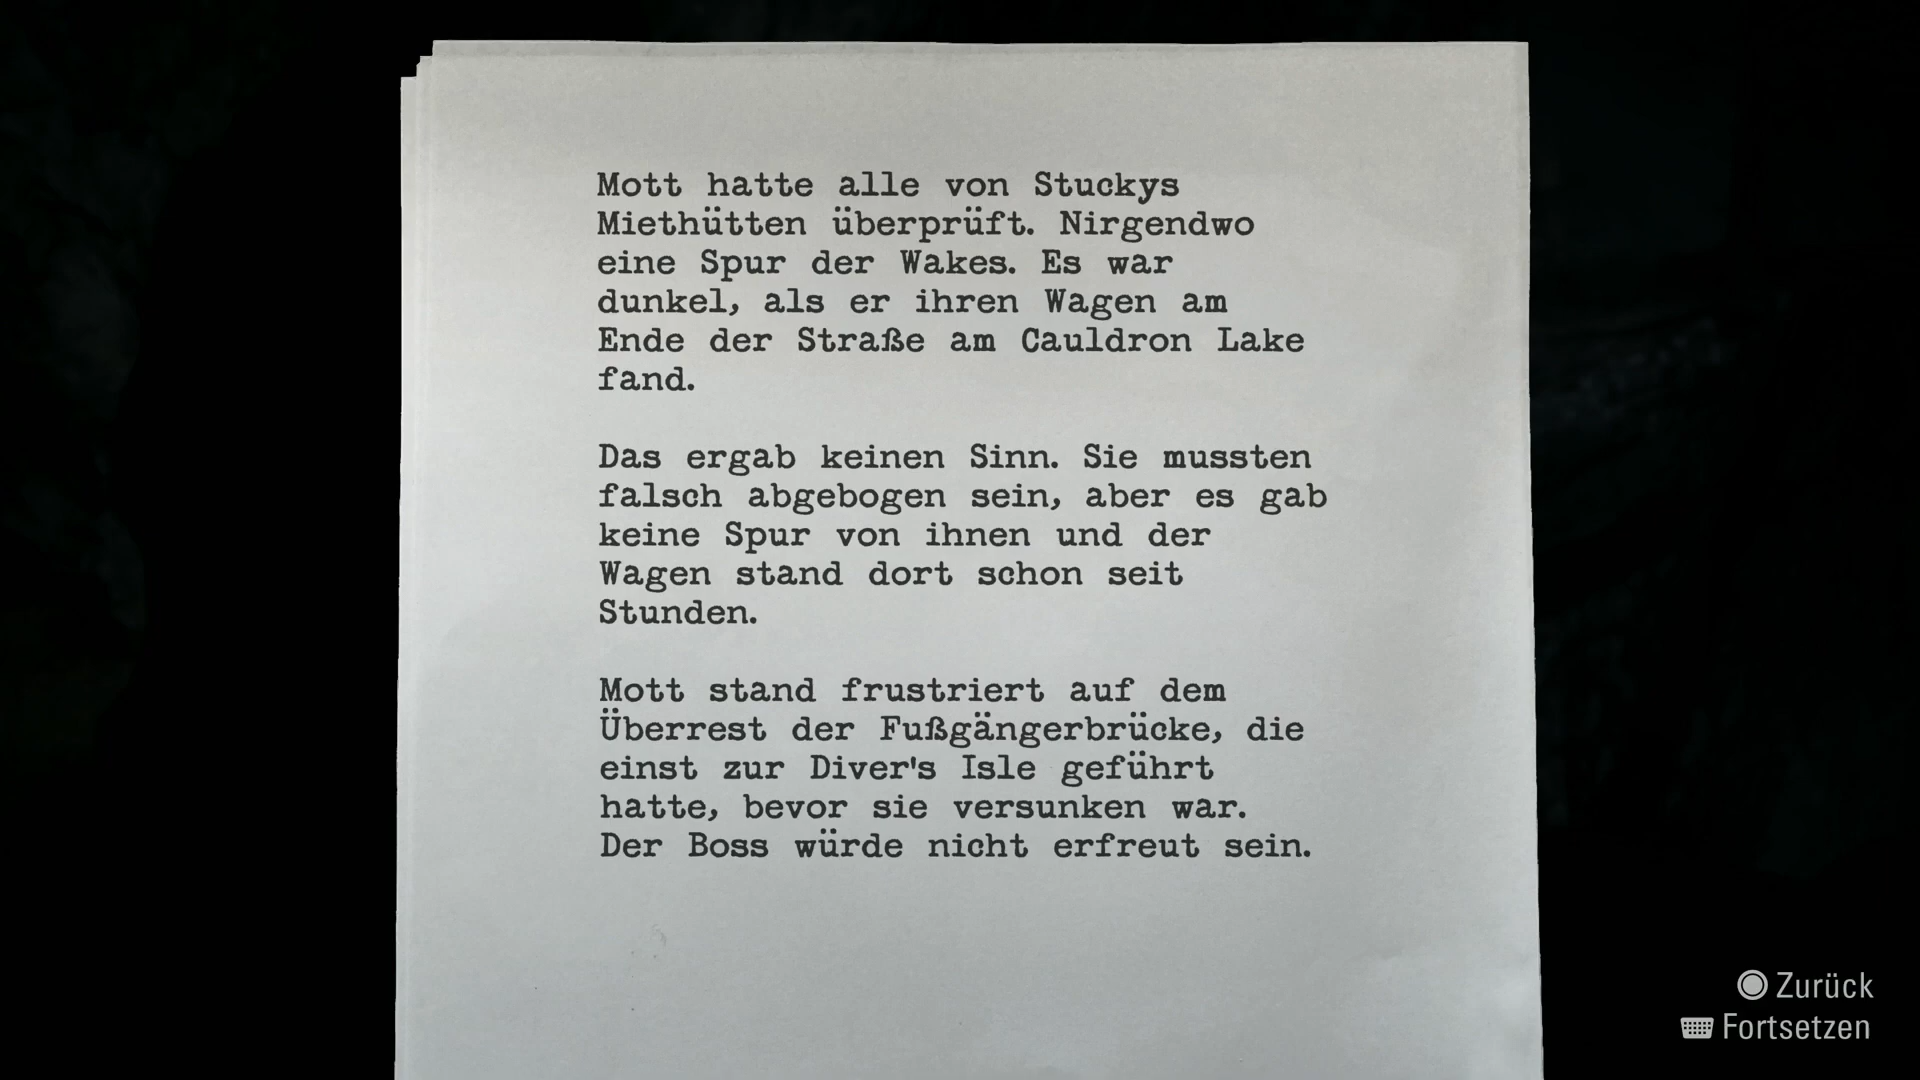 Mott hatte alle von Stuckys
Miethütten überprüft. Nirgendwo
eine Spur der Wakes. Es war
dunkel, als er ihren Wagen am
Ende der Straße am Cauldron Lake
fand.
Das ergab keinen Sinn. Sie mussten
falsch abgebogen sein, aber es gab
keine Spur von ihnen und der
Wagen stand dort schon seit
Stunden.
Mott stand frustriert auf dem
Überrest der Fußgängerbrücke, die
einst zur Diver's Isle geführt
hatte, bevor sie versunken war.
Der Boss würde nicht erfreut sein.
Zurück
Fortsetzen